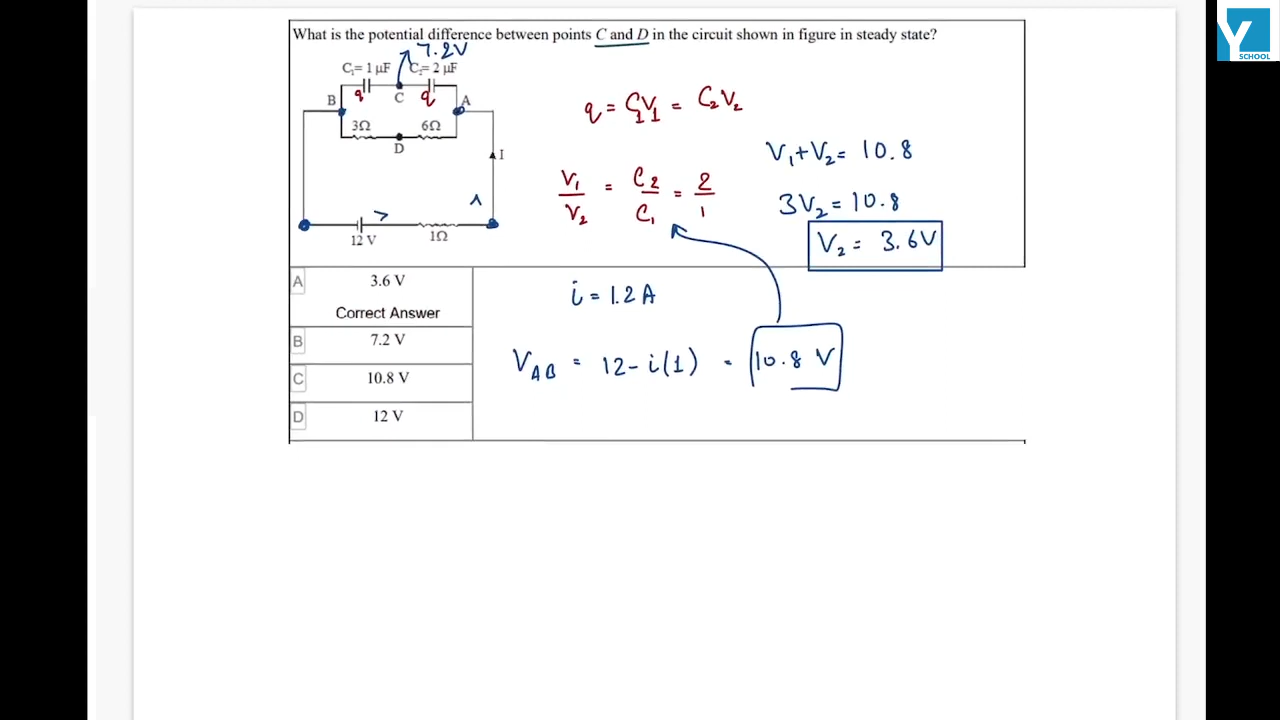 What is the potential difference between points C and D in the circuit shown in figure in steady state?
7.2V
C₁= 1 μF C₂= 2 μF
q q
B C A
3Ω 6Ω
D
I
12 V 1Ω
q = C₁V₁ = C₂V₂
V₁/V₂ = C₂/C₁ = 2/1
V₁+V₂= 10.8
3V₂=10.8
V₂= 3.6V
A 3.6 V
Correct Answer
B 7.2 V
C 10.8 V
D 12 V
i = 1.2 A
V_AB = 12 - i(1) = 10.8 V
Y
SCHOOL